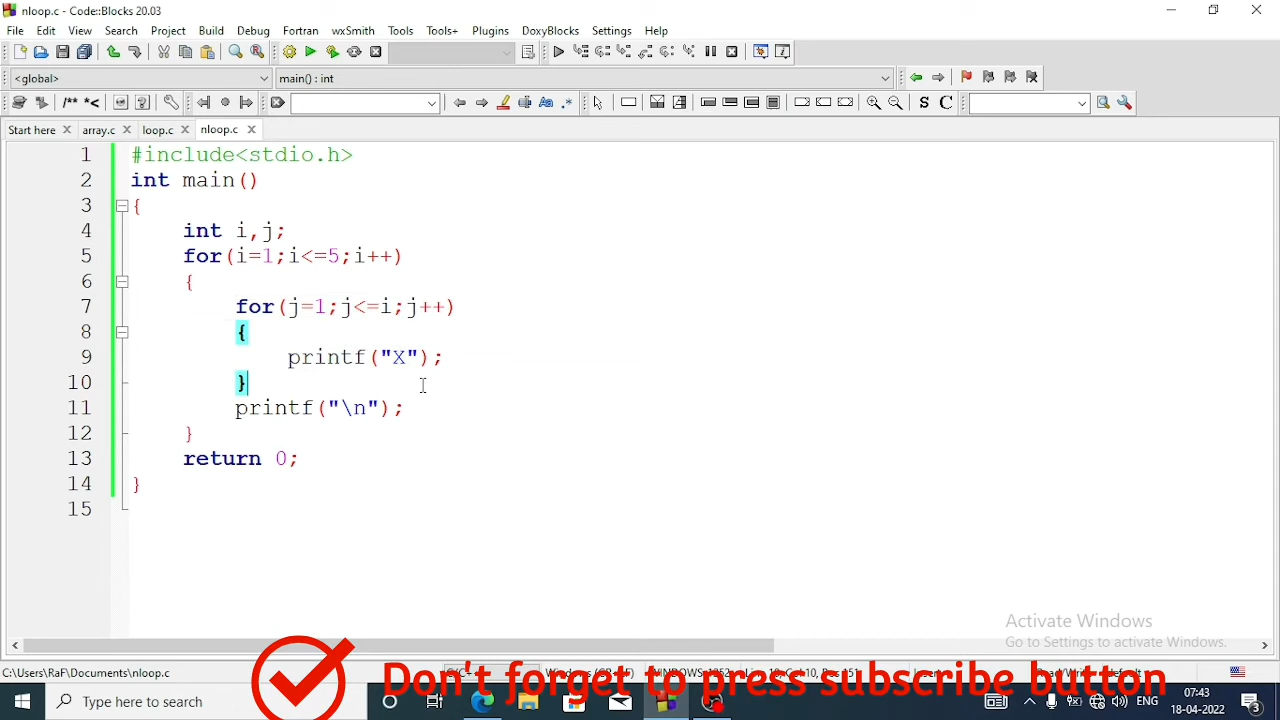 nloop.c - Code::Blocks 20.03
File Edit View Search Project Build Debug Fortran wxSmith Tools Tools+ Plugins DoxyBlocks Settings Help
<global> main() : int
/** *<
Aa .*
S C
Start here array.c loop.c nloop.c
1 #include<stdio.h>
2 int main()
3 {
4 int i,j;
5 for(i=1;i<=5;i++)
6 {
7 for(j=1;j<=i;j++)
8 {
9 printf("X");
10 }
11 printf("\n");
12 }
13 return 0;
14 }
15
Activate Windows
Go to Settings to activate Windows.
C:\Users\RaF\Documents\nloop.c
Don't forget to press subscribe button
Type here to search
ENG
07:43
18-04-2022
3